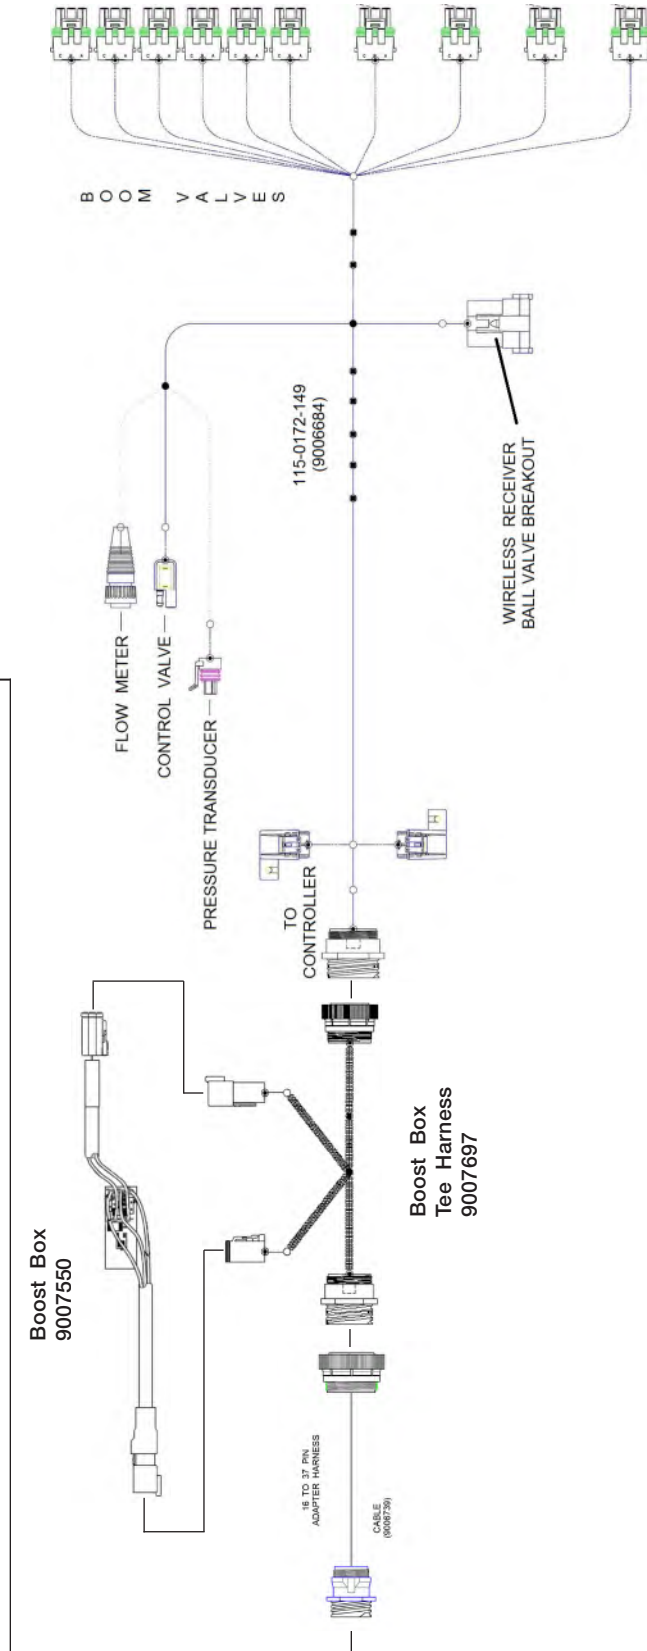 BOOM VALVES
115-0172-149
(9006684)
WIRELESS RECEIVER
BALL VALVE BREAKOUT
FLOW METER
CONTROL VALVE
PRESSURE TRANSDUCER
TO
CONTROLLER
Boost Box
9007550
Boost Box
Tee Harness
9007697
16 TO 37 PIN
ADAPTER HARNESS
CABLE
(9006739)